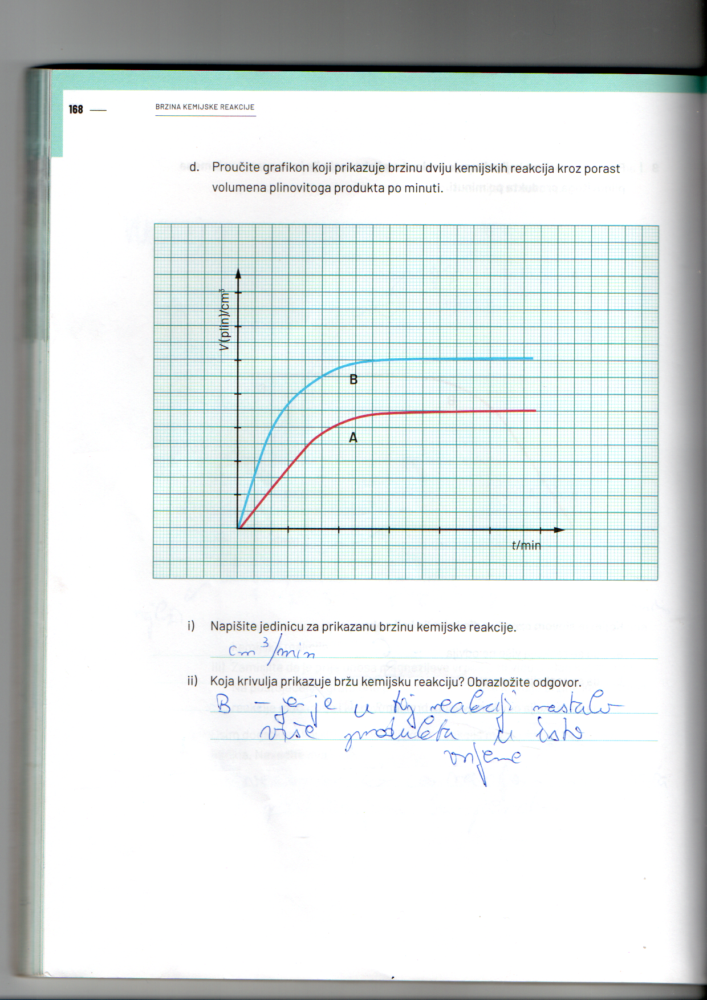 168
BRZINA KEMIJSKE REAKCIJE
d. Proučite grafikon koji prikazuje brzinu dviju kemijskih reakcija kroz porast
volumena plinovitoga produkta po minuti.
V(plin)/cm³
B
A
t/min
i) Napišite jedinicu za prikazanu brzinu kemijske reakcije.
cm³/min
ii) Koja krivulja prikazuje bržu kemijsku reakciju? Obrazložite odgovor.
B – jer je u toj reakciji nastalo
više produkta u isto
vrijeme